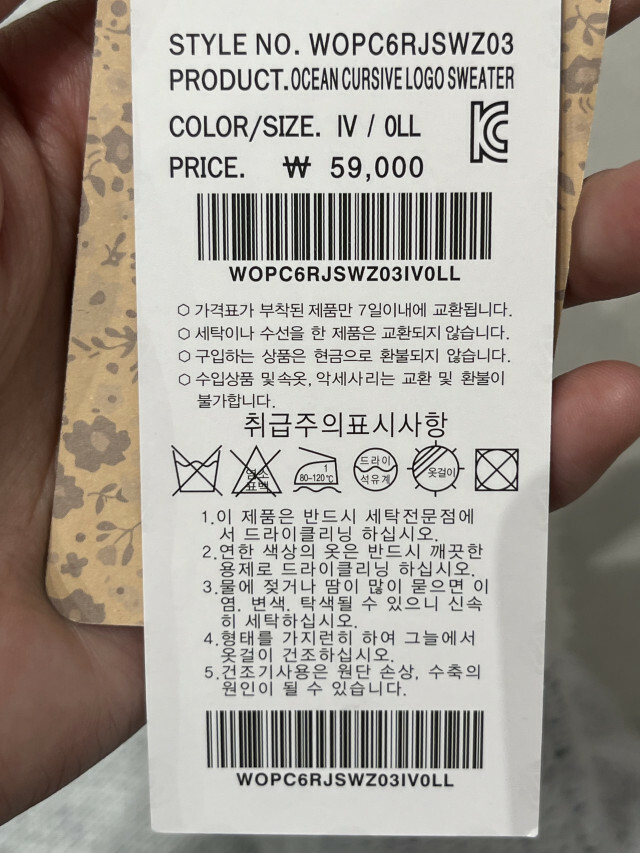 STYLE NO. WOPC6RJSWZ03
PRODUCT.OCEAN CURSIVE LOGO SWEATER
COLOR/SIZE. IV / 0LL
PRICE. ₩ 59,000
WOPC6RJSWZ03IV0LL
가격표가 부착된 제품만 7일이내에 교환됩니다.
세탁이나 수선을 한 제품은 교환되지 않습니다.
구입하는 상품은 현금으로 환불되지 않습니다.
수입상품 및속옷, 악세사리는 교환 및 환불이
불가합니다.
취급주의표시사항
염소
표백
1
80-120℃
드라이
석유계
옷걸이
1.이 제품은 반드시 세탁전문점에
서 드라이클리닝 하십시오.
2.연한 색상의 옷은 반드시 깨끗한
용제로 드라이클리닝 하십시오.
3.물에 젖거나 땀이 많이 묻으면 이
염. 변색. 탁색될 수 있으니 신속
히 세탁하십시오.
4.형태를 가지런히 하여 그늘에서
옷걸이 건조하십시오.
5.건조기사용은 원단 손상, 수축의
원인이 될 수 있습니다.
WOPC6RJSWZ03IV0LL